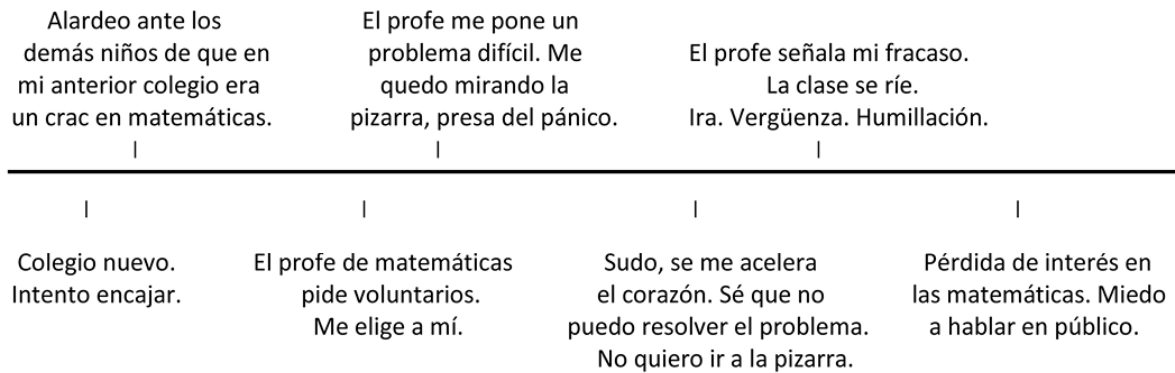 Alardeo ante los
demás niños de que en
mi anterior colegio era
un crac en matemáticas.
El profe me pone un
problema difícil. Me
quedo mirando la
pizarra, presa del pánico.
El profe señala mi fracaso.
La clase se ríe.
Ira. Vergüenza. Humillación.
Colegio nuevo.
Intento encajar.
El profe de matemáticas
pide voluntarios.
Me elige a mí.
Sudo, se me acelera
el corazón. Sé que no
puedo resolver el problema.
No quiero ir a la pizarra.
Pérdida de interés en
las matemáticas. Miedo
a hablar en público.